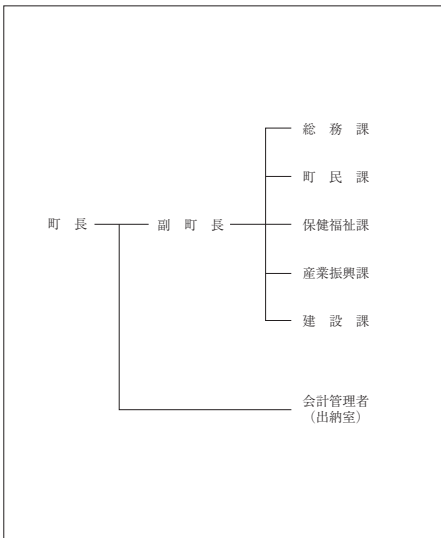 総務課
町民課
町長
副町長
保健福祉課
産業振興課
建設課
会計管理者
(出納室)